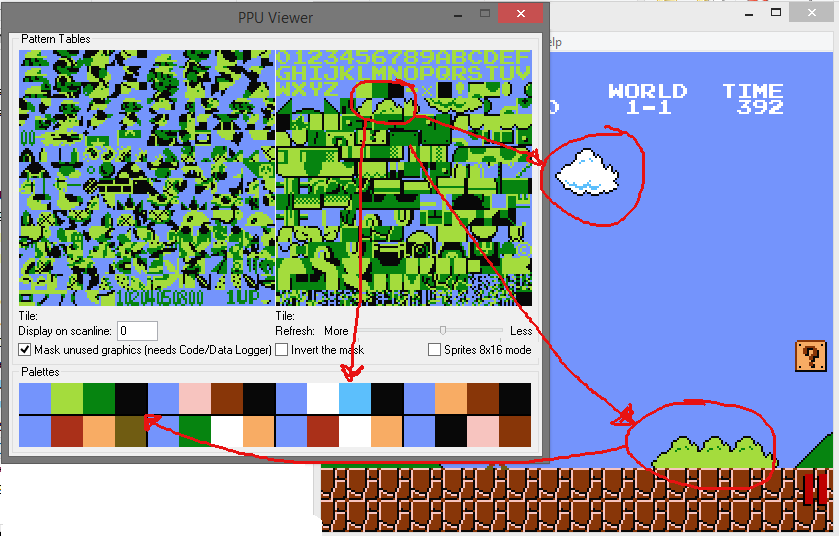 PPU Viewer
elp
Pattern Tables
0123456789ABCDEF
GHIJKLMNOPQRSTUV
WXYZ
WORLD TIME
1-1 392
1UP
Tile: Tile:
Display on scanline: 0 Refresh: More Less
Mask unused graphics (needs Code/Data Logger) Invert the mask Sprites 8x16 mode
Palettes
?